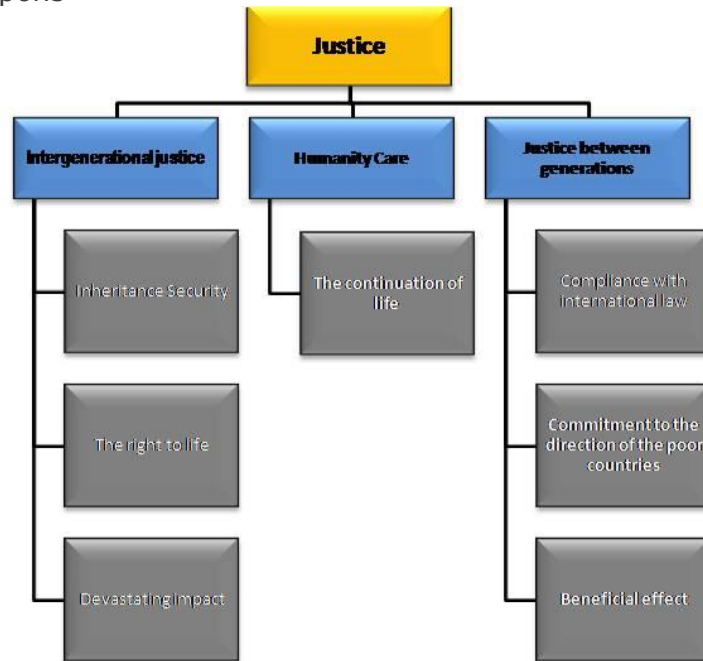 Justice
Intergenerational justice
Humanity Care
Justice between
generations
Inheritance Security
The right to life
Devastating impact
The continuation of
life
Compliance with
international law
Commitment to the
direction of the poor
countries
Beneficial effect